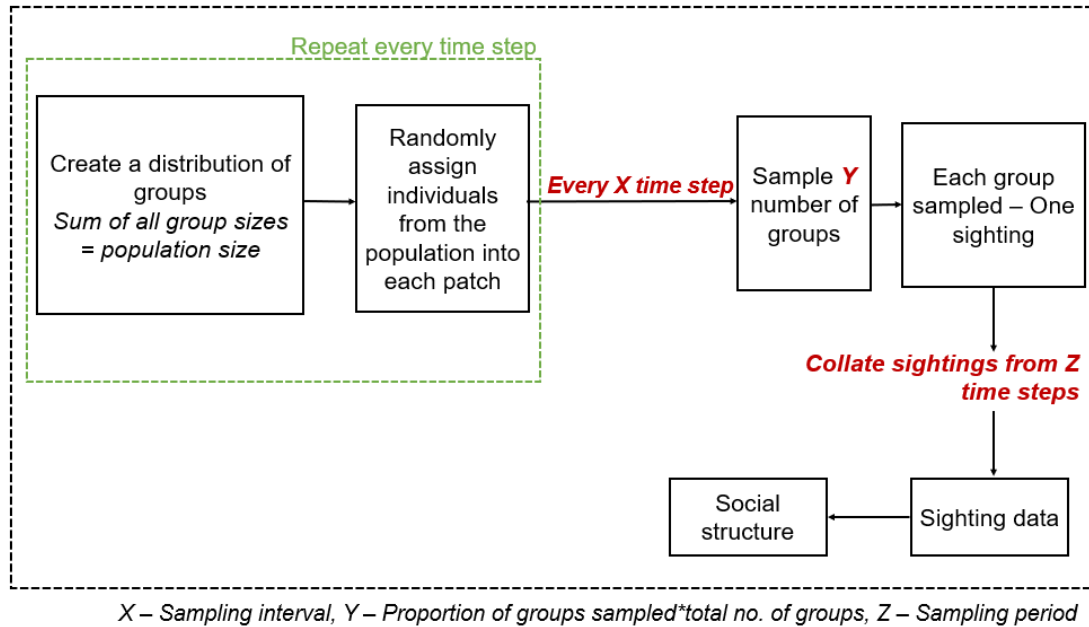 Repeat every time step
Create a distribution of
groups
Sum of all group sizes
= population size
Randomly
assign
individuals
from the
population into
each patch
Every X time step
Sample Y
number of
groups
Each group
sampled – One
sighting
Collate sightings from Z
time steps
Sighting data
Social
structure
X – Sampling interval, Y – Proportion of groups sampled*total no. of groups, Z – Sampling period